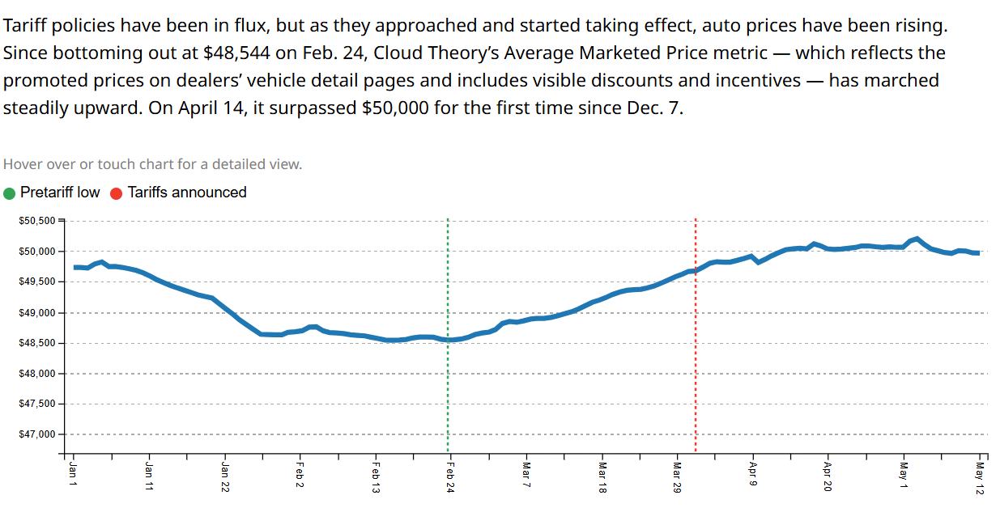 Tariff policies have been in flux, but as they approached and started taking effect, auto prices have been rising.
Since bottoming out at $48,544 on Feb. 24, Cloud Theory’s Average Marketed Price metric — which reflects the
promoted prices on dealers’ vehicle detail pages and includes visible discounts and incentives — has marched
steadily upward. On April 14, it surpassed $50,000 for the first time since Dec. 7.
Hover over or touch chart for a detailed view.
Pretariff low Tariffs announced
$50,500
$50,000
$49,500
$49,000
$48,500
$48,000
$47,500
$47,000
Jan 1
Jan 11
Jan 22
Feb 2
Feb 13
Feb 24
Mar 7
Mar 18
Mar 29
Apr 9
Apr 20
May 1
May 12